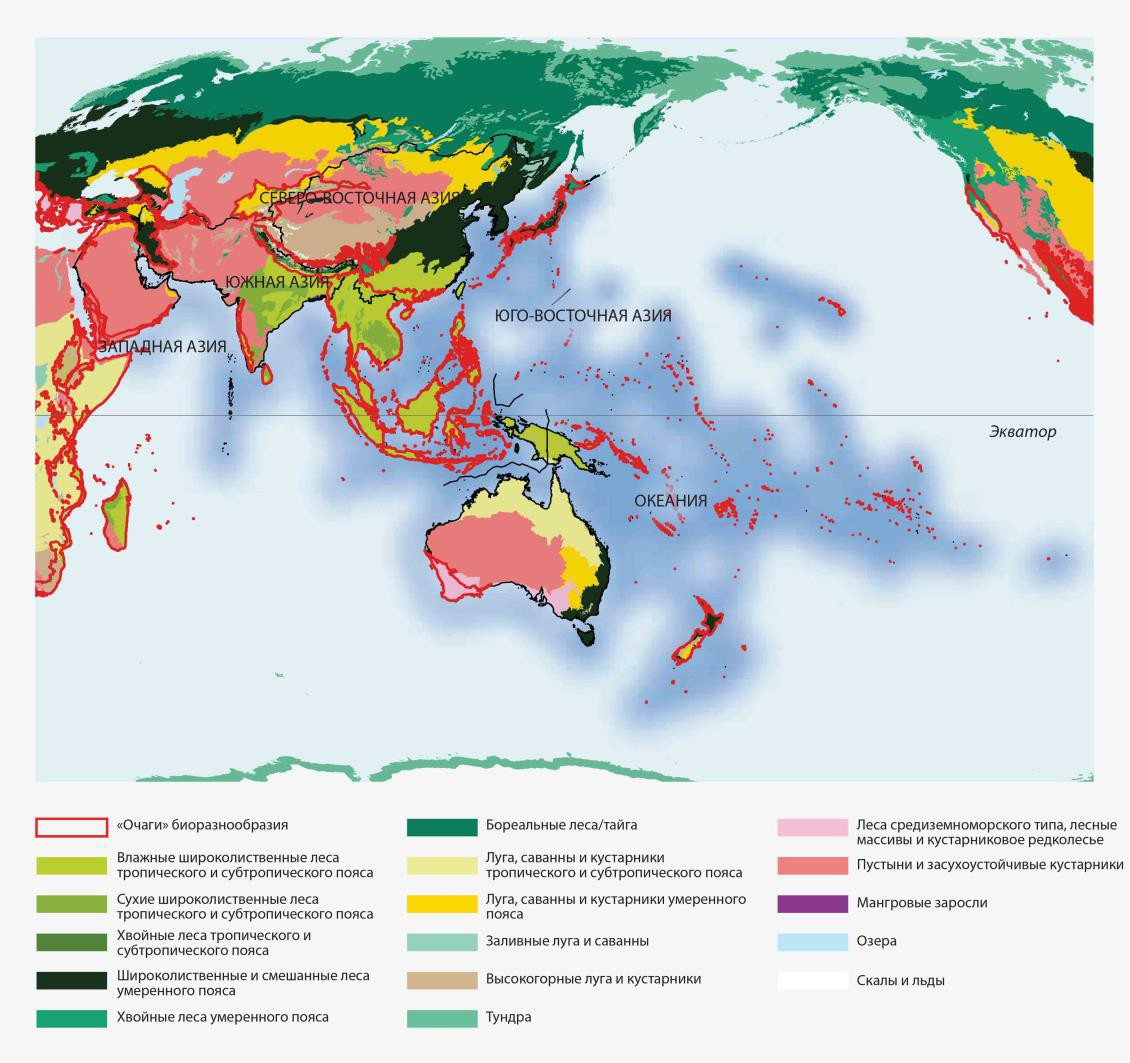 СЕВЕРО-ВОСТОЧНАЯ АЗИЯ
ЮЖНАЯ АЗИЯ
ЮГО-ВОСТОЧНАЯ АЗИЯ
ЗАПАДНАЯ АЗИЯ
Экватор
ОКЕАНИЯ
«Очаги» биоразнообразия
Влажные широколиственные леса
тропического и субтропического пояса
Сухие широколиственные леса
тропического и субтропического пояса
Хвойные леса тропического и
субтропического пояса
Широколиственные и смешанные леса
умеренного пояса
Хвойные леса умеренного пояса
Бореальные леса/тайга
Луга, саванны и кустарники
тропического и субтропического пояса
Луга, саванны и кустарники умеренного
пояса
Заливные луга и саванны
Высокогорные луга и кустарники
Тундра
Леса средиземноморского типа, лесные
массивы и кустарниковое редколесье
Пустыни и засухоустойчивые кустарники
Мангровые заросли
Озера
Скалы и льды